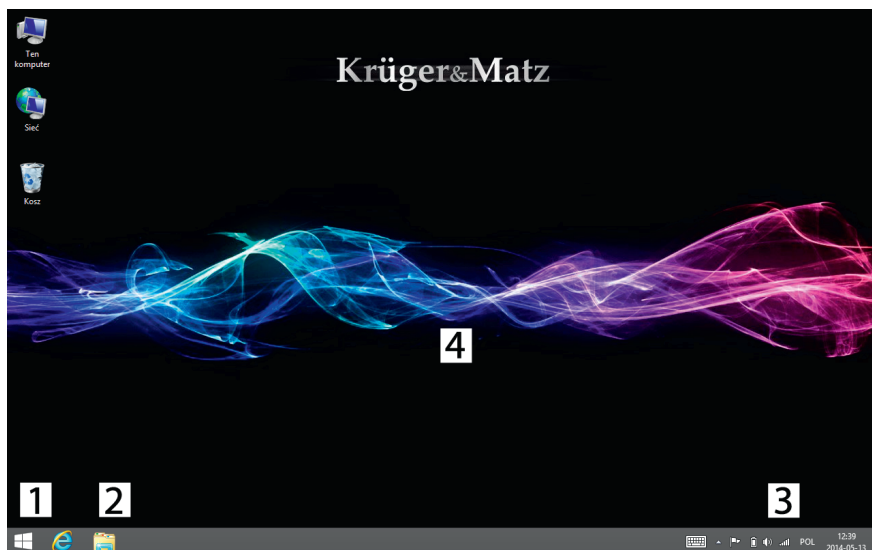 Ten
komputer
Krüger&Matz
Sieć
Kosz
4
1
2
3
POL
12:39
2014-05-13